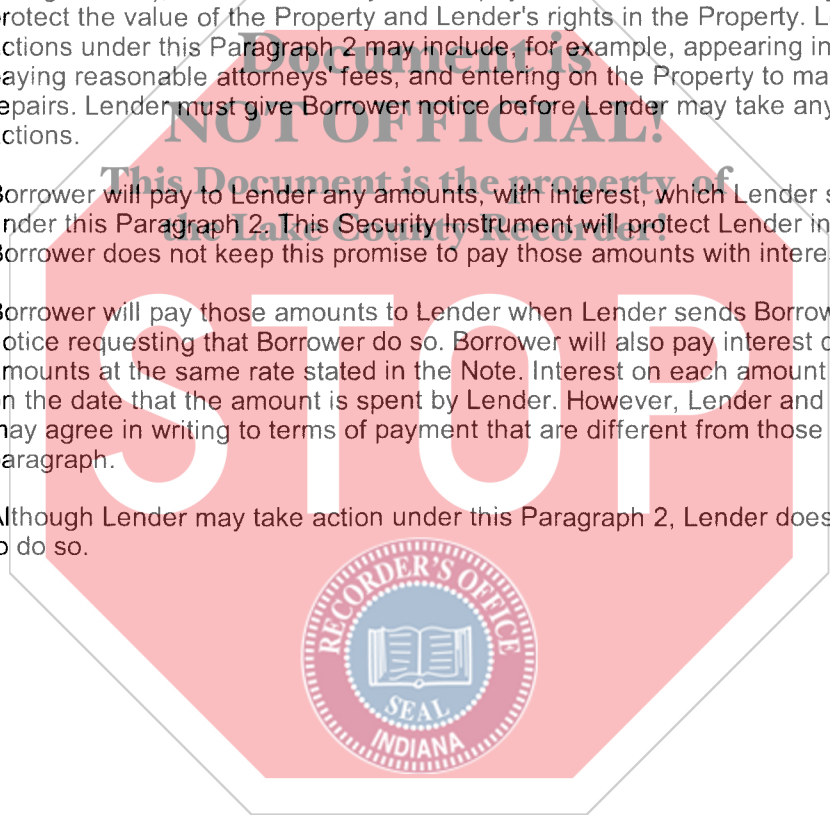 rotect the value of the Property and Lender's rights in the Property. L
ctions under this Paragraph 2 may include, for example, appearing in
Document is
aying reasonable attorneys' fees, and entering on the Property to ma
epairs. Lender must give Borrower notice before Lender may take any
NOT OFFICIAL!
ctions.
This Document is the property of
orrower will pay to Lender any amounts, with interest, which Lender s
nder this Paragraph 2. This Security Instrument will protect Lender in
the Lake County Recorder!
orrower does not keep this promise to pay those amounts with intere
STOP
orrower will pay those amounts to Lender when Lender sends Borrow
otice requesting that Borrower do so. Borrower will also pay interest o
mounts at the same rate stated in the Note. Interest on each amount
n the date that the amount is spent by Lender. However, Lender and
may agree in writing to terms of payment that are different from those
aragraph.
lthough Lender may take action under this Paragraph 2, Lender does
o do so.
RECORDER'S OFFICE
SEAL
INDIANA